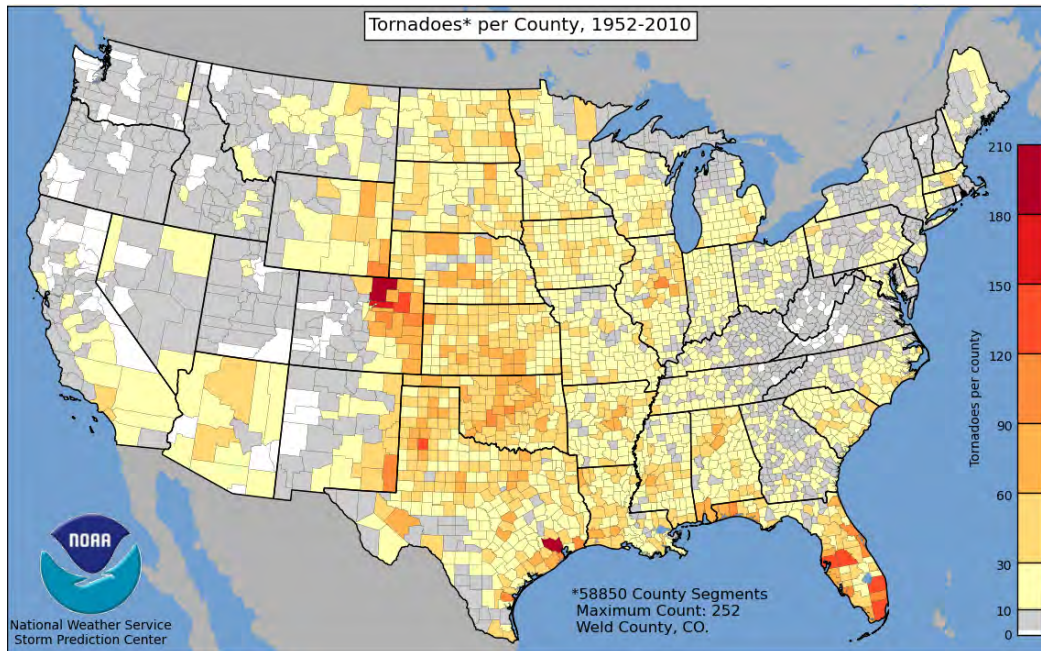 Tornadoes* per County, 1952-2010
210
180
150
120
90
60
30
10
0
Tornadoes per county
NOAA
National Weather Service
Storm Prediction Center
*58850 County Segments
Maximum Count: 252
Weld County, CO.